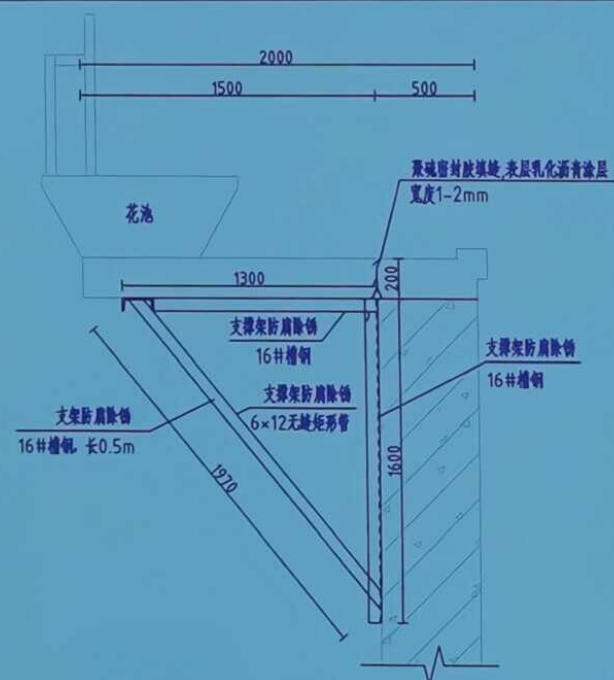 2000
1500
500
聚硫密封胶填缝,表层乳化沥青涂层
宽度1-2mm
花池
1300
200
支撑架防腐除锈
16#槽钢
支撑架防腐除锈
16#槽钢
支撑架防腐除锈
6×12无缝矩形管
支架防腐除锈
16#槽钢, 长0.5m
1970
1600